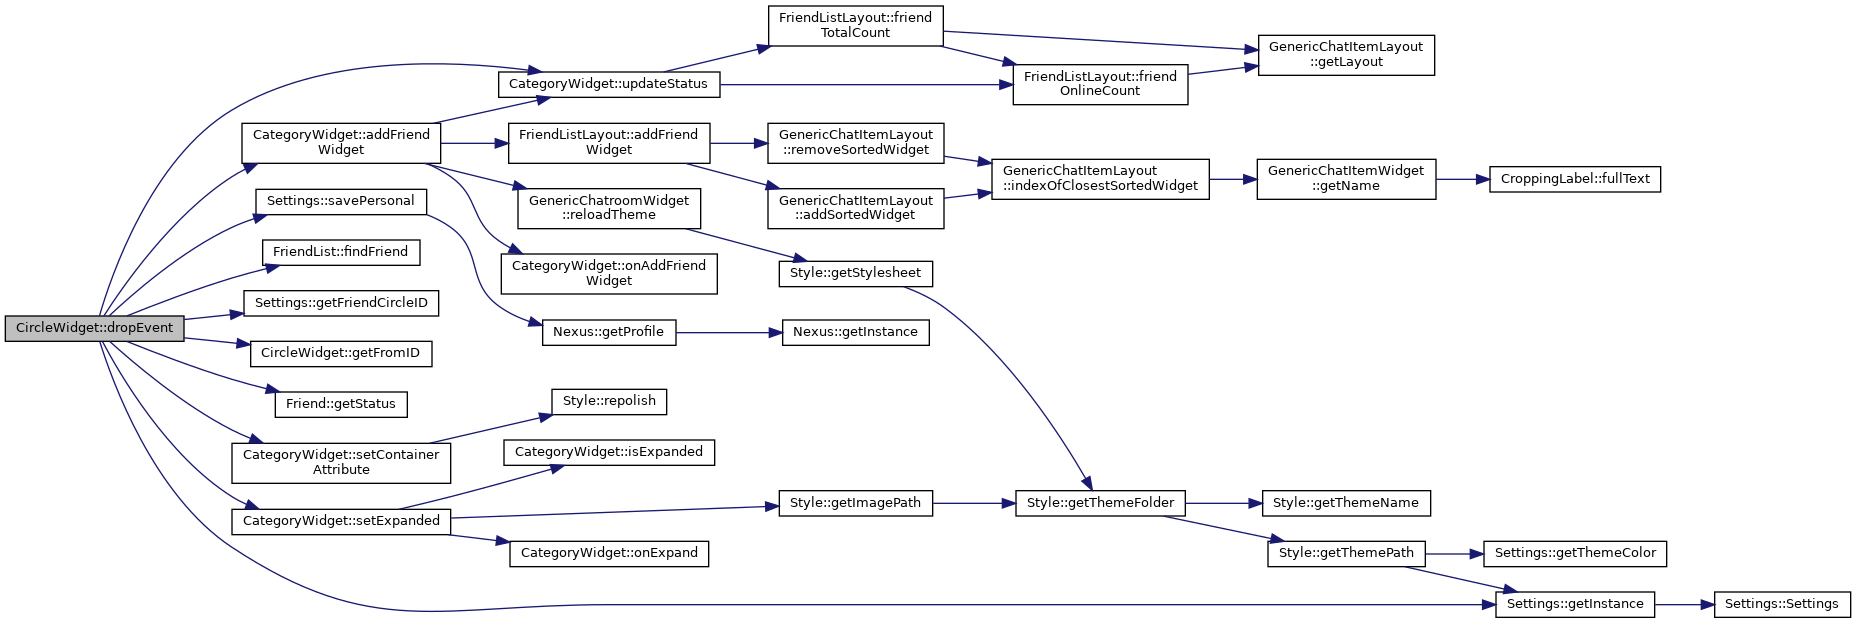 CircleWidget::dropEvent
CategoryWidget::updateStatus
FriendListLayout::friend
TotalCount
GenericChatItemLayout
::getLayout
FriendListLayout::friend
OnlineCount
CategoryWidget::addFriend
Widget
FriendListLayout::addFriend
Widget
GenericChatItemLayout
::removeSortedWidget
GenericChatItemLayout
::indexOfClosestSortedWidget
GenericChatItemWidget
::getName
CroppingLabel::fullText
GenericChatItemLayout
::addSortedWidget
GenericChatroomWidget
::reloadTheme
Style::getStylesheet
CategoryWidget::onAddFriend
Widget
Settings::savePersonal
Nexus::getProfile
Nexus::getInstance
FriendList::findFriend
Settings::getFriendCircleID
CircleWidget::getFromID
Friend::getStatus
CategoryWidget::setContainer
Attribute
Style::repolish
CategoryWidget::setExpanded
CategoryWidget::isExpanded
Style::getImagePath
CategoryWidget::onExpand
Style::getThemeFolder
Style::getThemeName
Style::getThemePath
Settings::getThemeColor
Settings::getInstance
Settings::Settings